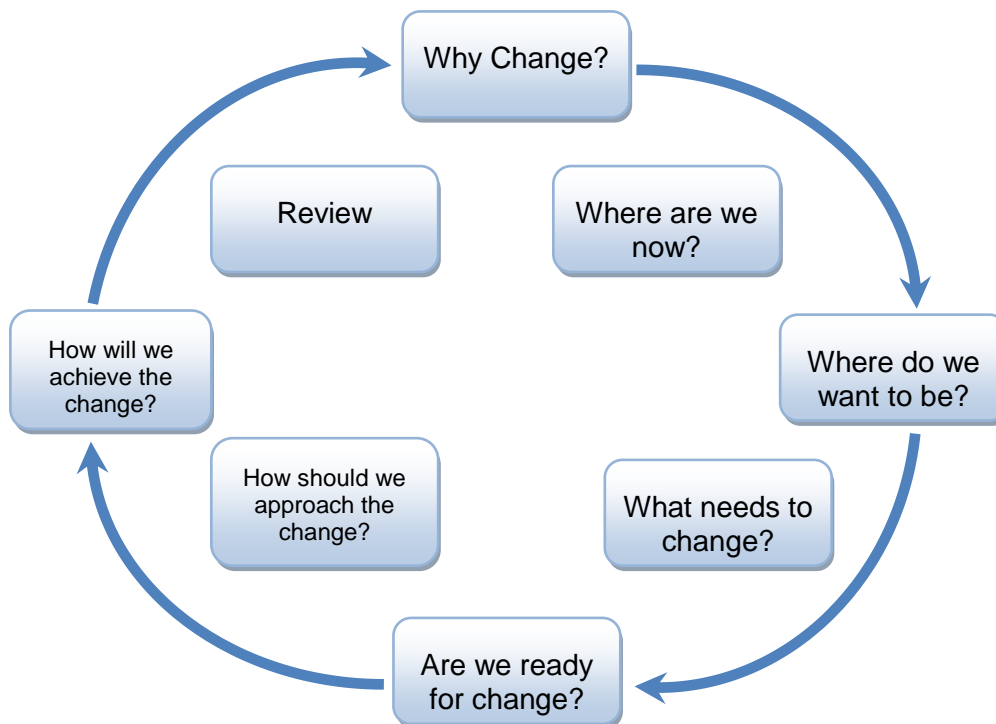 Why Change?
Review
Where are we
now?
How will we
achieve the
change?
Where do we
want to be?
How should we
approach the
change?
What needs to
change?
Are we ready
for change?